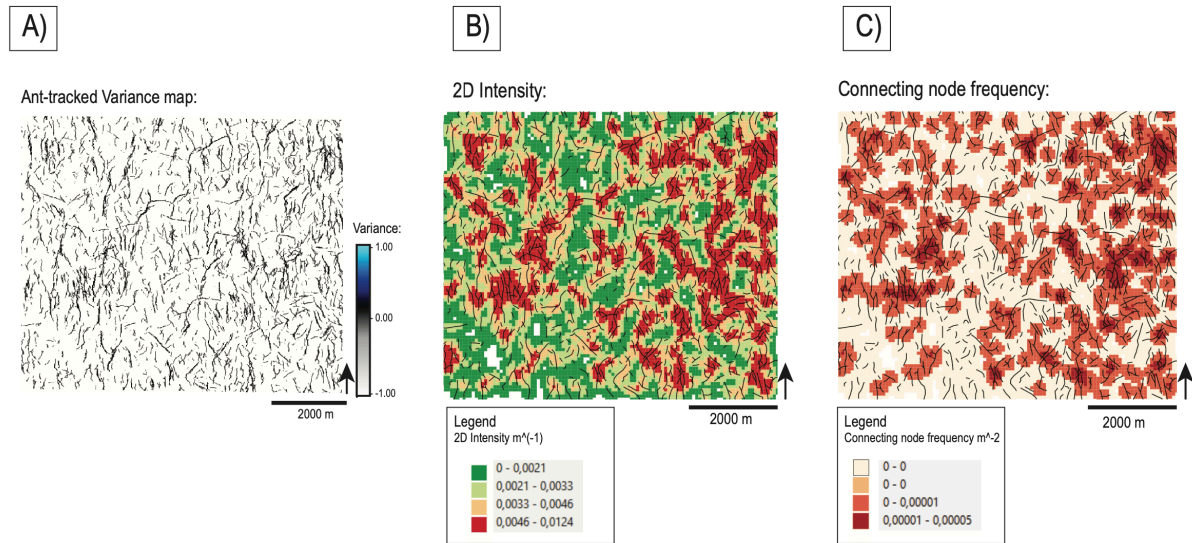 A)
B)
C)
Ant-tracked Variance map:
2D Intensity:
Connecting node frequency:
Variance:
1.00
0.00
-1.00
2000 m
2000 m
2000 m
Legend
2D Intensity m^(-1)
0 - 0,0021
0,0021 - 0,0033
0,0033 - 0,0046
0,0046 - 0,0124
Legend
Connecting node frequency m^-2
0 - 0
0 - 0
0 - 0,00001
0,00001 - 0,00005